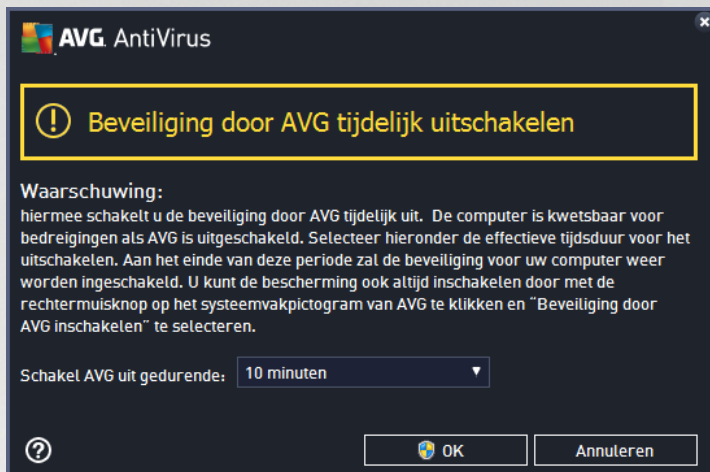 AVG. AntiVirus
Beveiliging door AVG tijdelijk uitschakelen
Waarschuwing:
hiermee schakelt u de beveiliging door AVG tijdelijk uit.  De computer is kwetsbaar voor
bedreigingen als AVG is uitgeschakeld. Selecteer hieronder de effectieve tijdsduur voor het
uitschakelen. Aan het einde van deze periode zal de beveiliging voor uw computer weer
worden ingeschakeld. U kunt de bescherming ook altijd inschakelen door met de
rechtermuisknop op het systeemvakpictogram van AVG te klikken en "Beveiliging door
AVG inschakelen" te selecteren.
Schakel AVG uit gedurende: 10 minuten
OK Annuleren